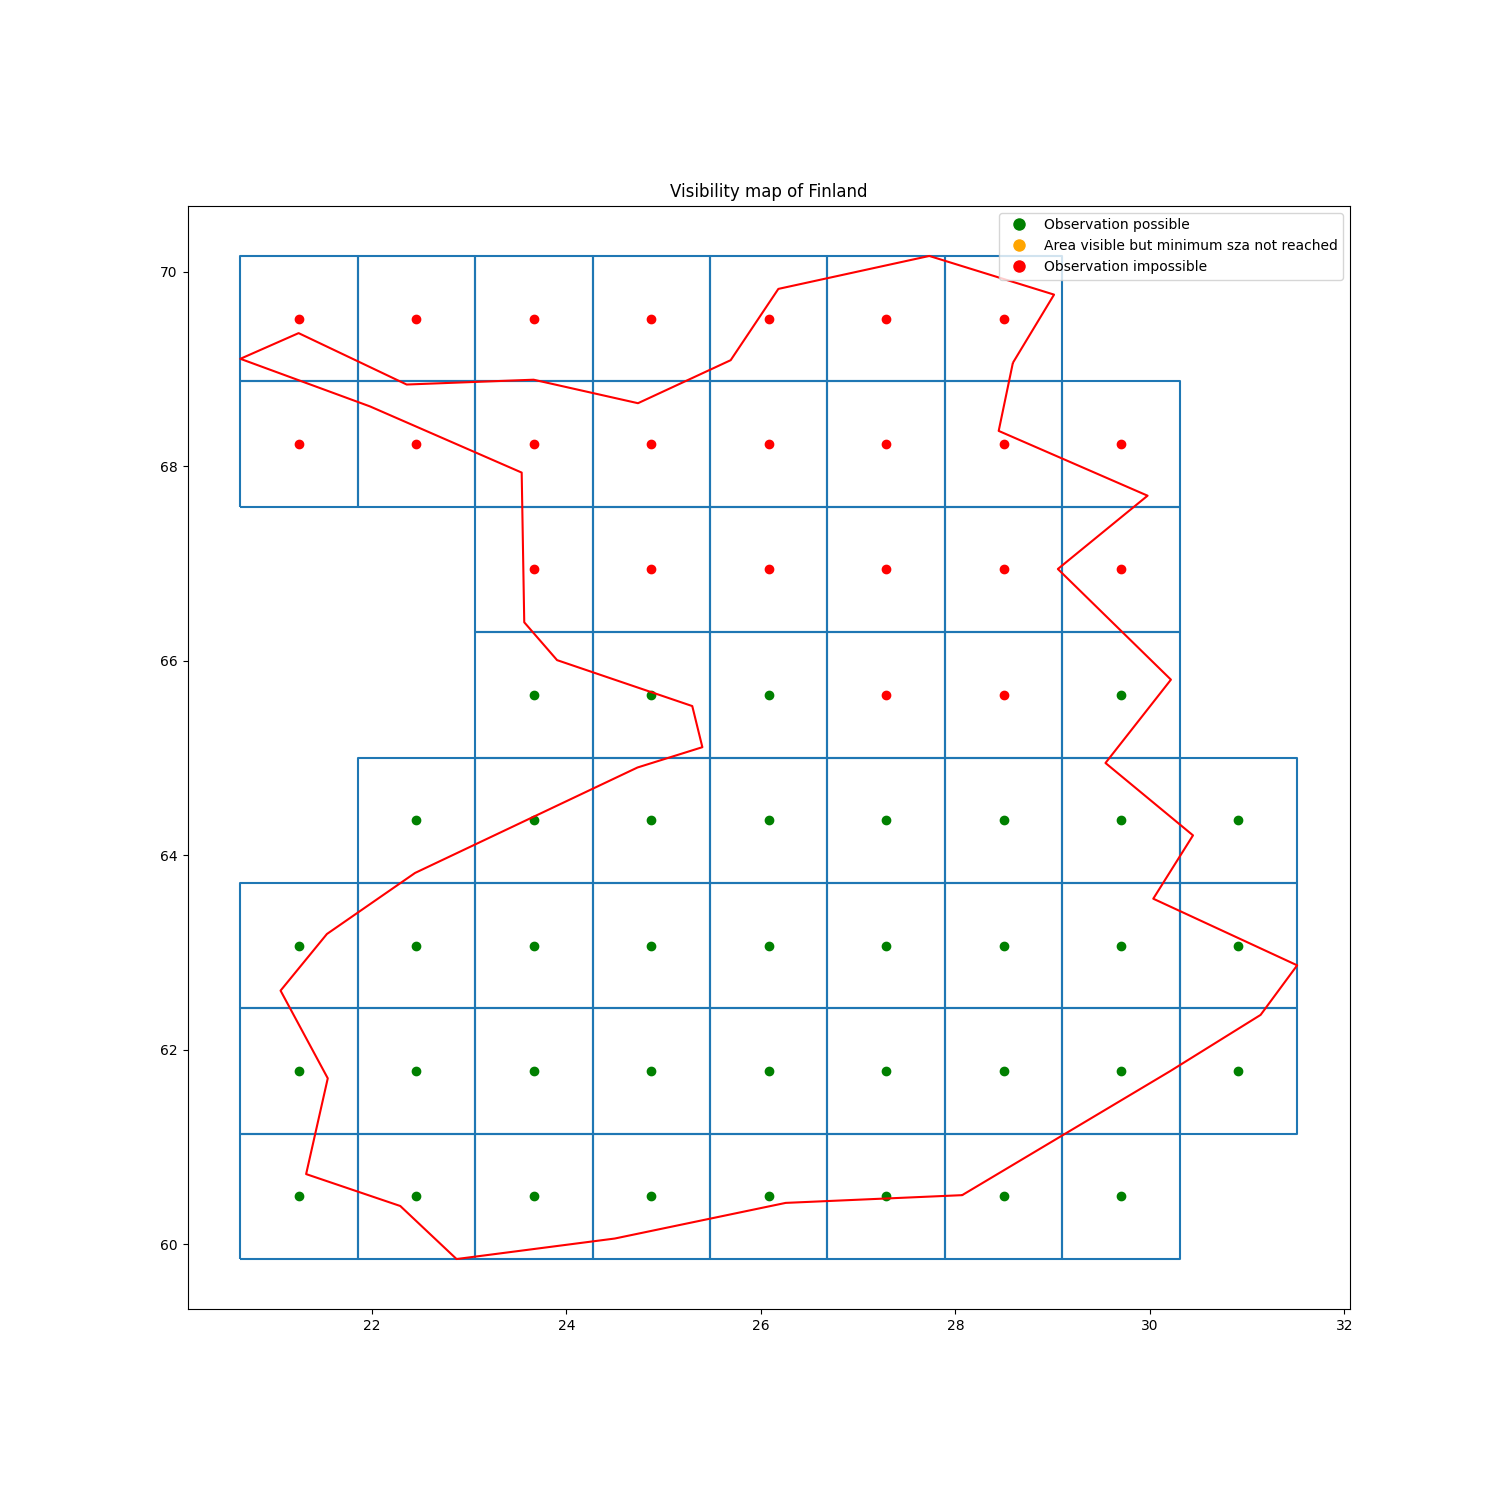 Visibility map of Finland
Observation possible
Area visible but minimum sza not reached
Observation impossible
70
68
66
64
62
60
22 24 26 28 30 32